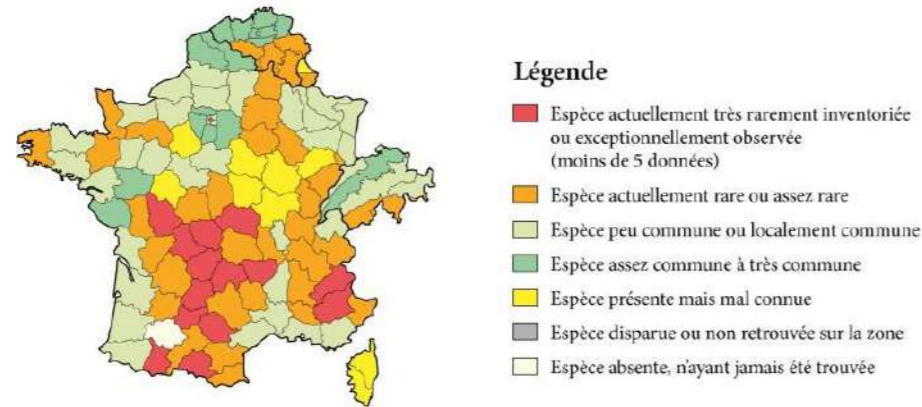 Légende
Espèce actuellement très rarement inventoriée
ou exceptionnellement observée
(moins de 5 données)
Espèce actuellement rare ou assez rare
Espèce peu commune ou localement commune
Espèce assez commune à très commune
Espèce présente mais mal connue
Espèce disparue ou non retrouvée sur la zone
Espèce absente, n'ayant jamais été trouvée